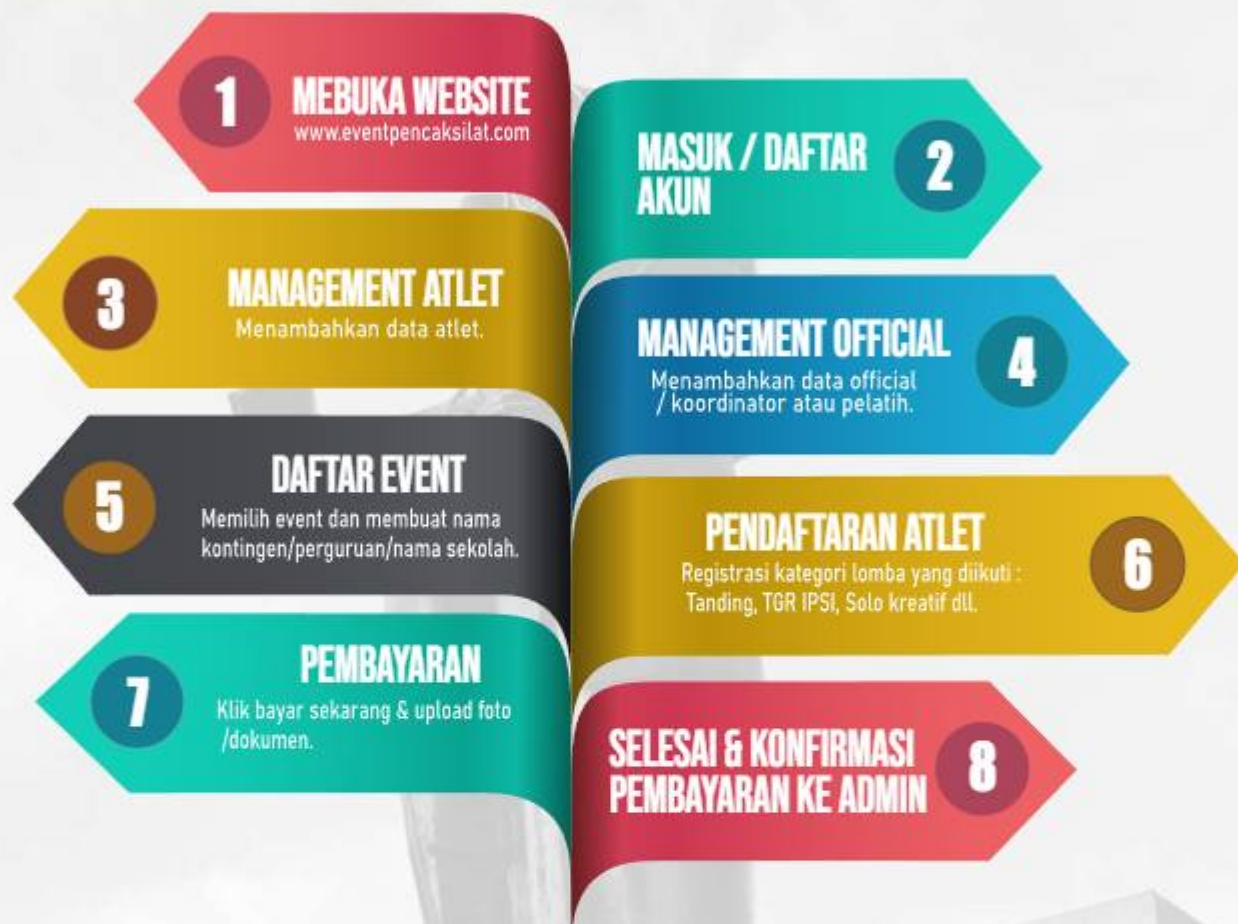 1
MEBUKA WEBSITE
www.eventpencaksilat.com
MASUK / DAFTAR
AKUN
2
3
MANAGEMENT ATLET
Menambahkan data atlet.
MANAGEMENT OFFICIAL
Menambahkan data official
/ koordinator atau pelatih.
4
5
DAFTAR EVENT
Memilih event dan membuat nama
kontingen/perguruan/nama sekolah.
PENDAFTARAN ATLET
Registrasi kategori lomba yang diikuti :
Tanding, TGR IPSI, Solo kreatif dll.
6
7
PEMBAYARAN
Klik bayar sekarang & upload foto
/dokumen.
SELESAI & KONFIRMASI
PEMBAYARAN KE ADMIN
8